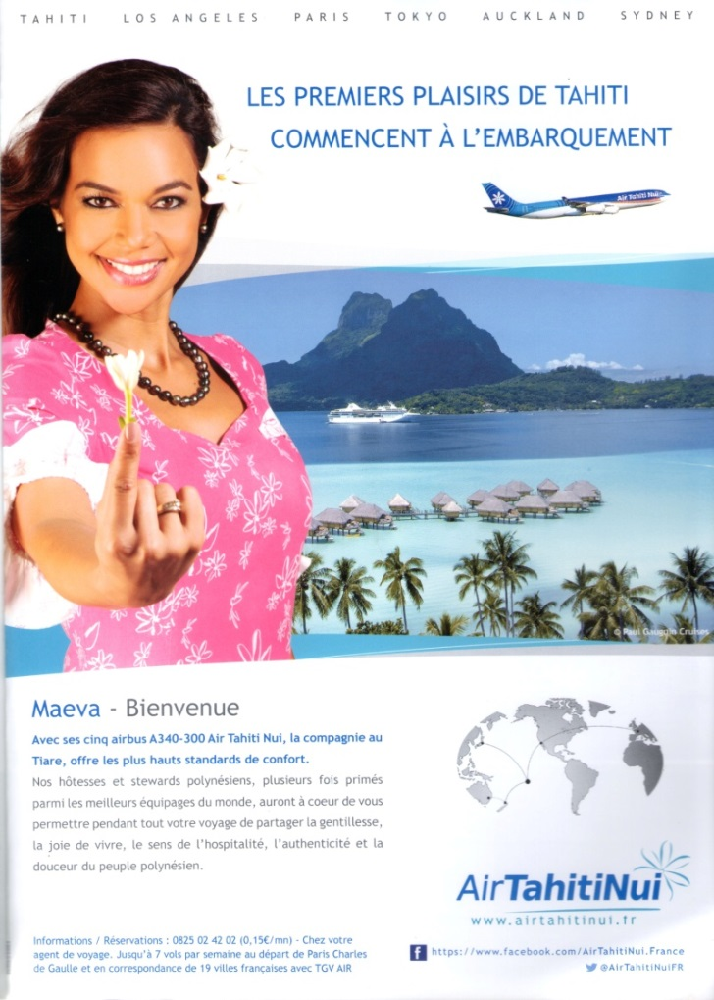 TAHITI LOS ANGELES PARIS TOKYO AUCKLAND SYDNEY
LES PREMIERS PLAISIRS DE TAHITI
COMMENCENT À L'EMBARQUEMENT
Air Tahiti Nui
© Paul Gauguin Cruises
Maeva - Bienvenue
Avec ses cinq airbus A340-300 Air Tahiti Nui, la compagnie au
Tiare, offre les plus hauts standards de confort.
Nos hôtesses et stewards polynésiens, plusieurs fois primés
parmi les meilleurs équipages du monde, auront à coeur de vous
permettre pendant tout votre voyage de partager la gentillesse,
la joie de vivre, le sens de l'hospitalité, l'authenticité et la
douceur du peuple polynésien.
AirTahitiNui
www.airtahitinui.fr
Informations / Réservations : 0825 02 42 02 (0,15€/mn) - Chez votre
agent de voyage. Jusqu'à 7 vols par semaine au départ de Paris Charles
de Gaulle et en correspondance de 19 villes françaises avec TGV AIR
https://www.facebook.com/AirTahitiNui.France
@AirTahitiNuiFR